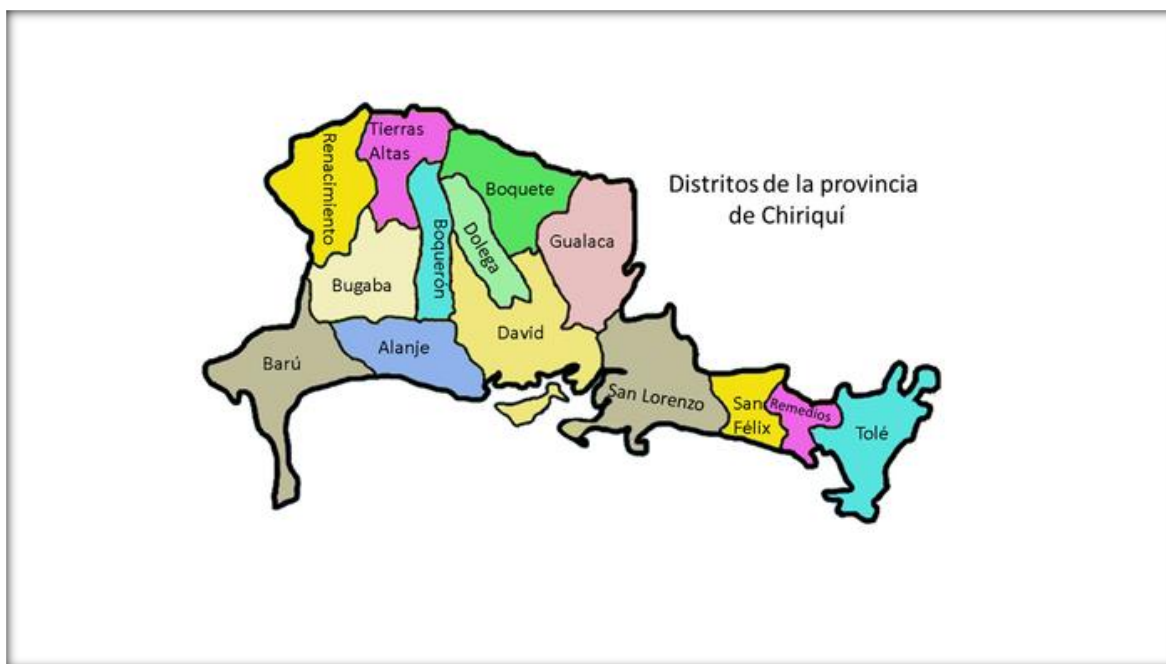 Distritos de la provincia
de Chiriquí
Renacimiento
Tierras
Altas
Boquete
Boquerón
Dolega
Gualaca
Bugaba
David
Alanje
Barú
San Lorenzo
San
Félix
Remedios
Tolé